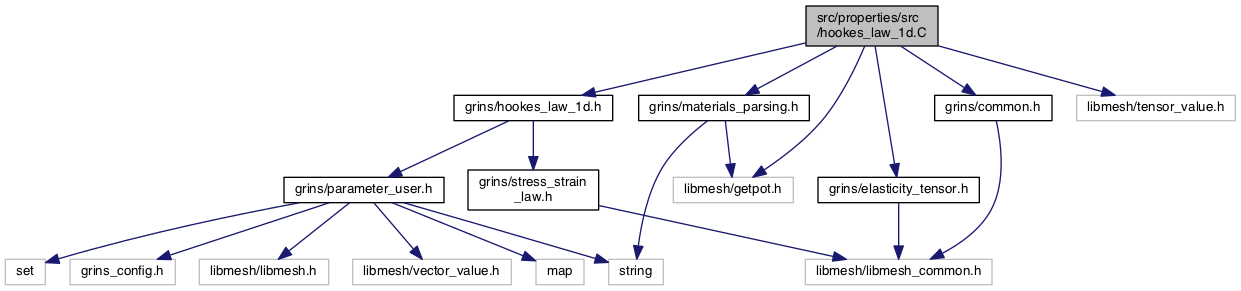 src/properties/src
/hookes_law_1d.C
grins/hookes_law_1d.h
grins/materials_parsing.h
grins/common.h
libmesh/tensor_value.h
grins/parameter_user.h
grins/stress_strain
_law.h
libmesh/getpot.h
grins/elasticity_tensor.h
set
grins_config.h
libmesh/libmesh.h
libmesh/vector_value.h
map
string
libmesh/libmesh_common.h